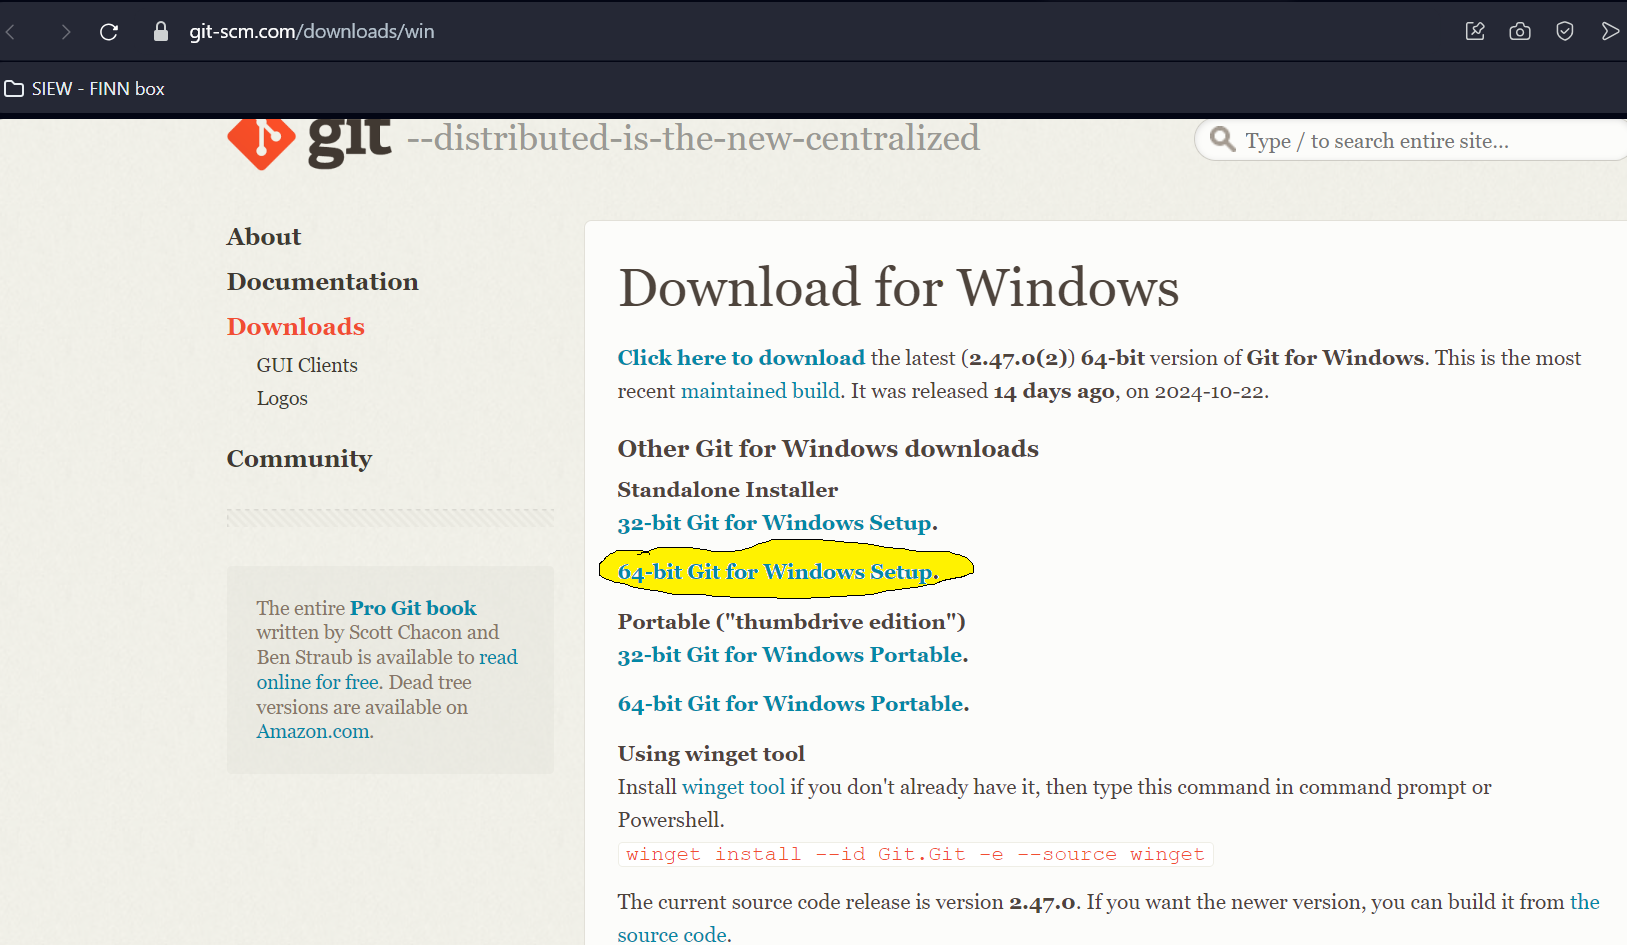 git-scm.com/downloads/win
SIEW - FINN box
git --distributed-is-the-new-centralized
Type / to search entire site...
About
Documentation
Downloads
GUI Clients
Logos
Community
The entire Pro Git book
written by Scott Chacon and
Ben Straub is available to read
online for free. Dead tree
versions are available on
Amazon.com.
Download for Windows
Click here to download the latest (2.47.0(2)) 64-bit version of Git for Windows. This is the most
recent maintained build. It was released 14 days ago, on 2024-10-22.
Other Git for Windows downloads
Standalone Installer
32-bit Git for Windows Setup.
64-bit Git for Windows Setup.
Portable ("thumbdrive edition")
32-bit Git for Windows Portable.
64-bit Git for Windows Portable.
Using winget tool
Install winget tool if you don't already have it, then type this command in command prompt or
Powershell.
winget install --id Git.Git -e --source winget
The current source code release is version 2.47.0. If you want the newer version, you can build it from the
source code.